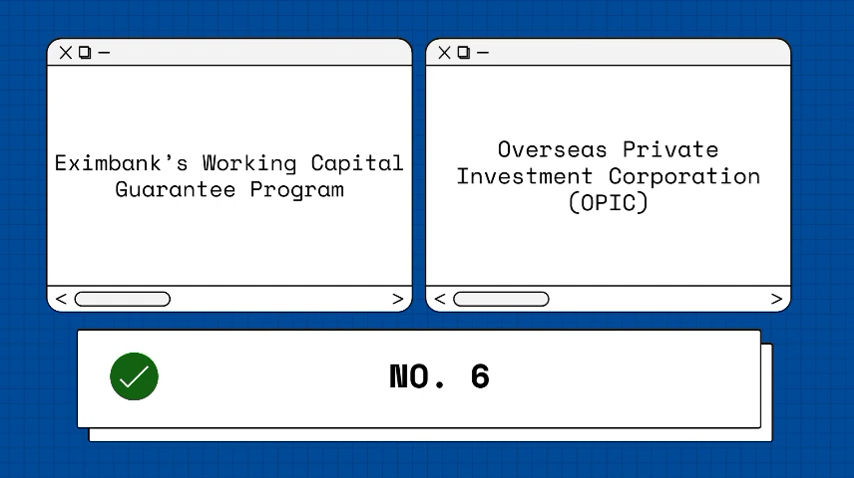 Eximbank's Working Capital
Guarantee Program
Overseas Private
Investment Corporation
(OPIC)
NO. 6